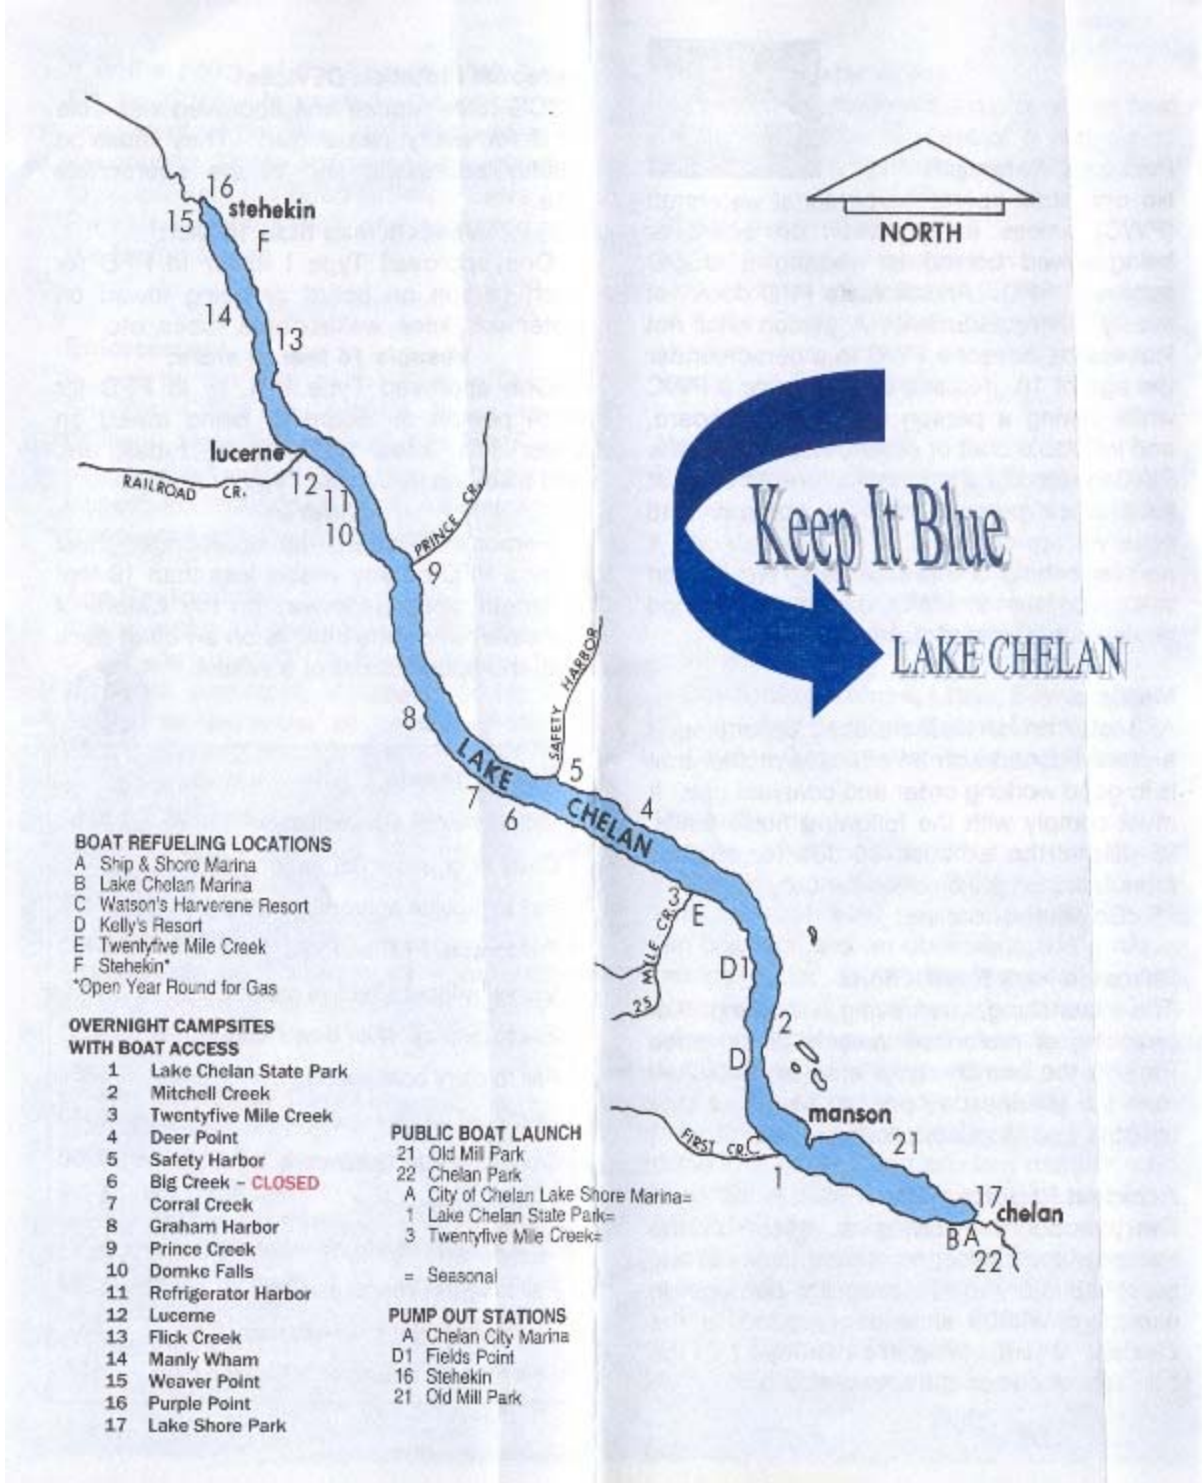 16
15
stehekin
F
14
13
NORTH
lucerne
RAILROAD CR.
12
11
10
PRINCE CR.
9
Keep It Blue
LAKE CHELAN
SAFETY HARBOR
8
LAKE CHELAN
5
7
6
4
3
E
25 MILE CR.
D1
2
D
manson
21
FIRST CR.
C
1
17
chelan
B A
22
BOAT REFUELING LOCATIONS
A Ship & Shore Marina
B Lake Chelan Marina
C Watson's Harverene Resort
D Kelly's Resort
E Twentyfive Mile Creek
F Stehekin*
*Open Year Round for Gas
OVERNIGHT CAMPSITES
WITH BOAT ACCESS
1 Lake Chelan State Park
2 Mitchell Creek
3 Twentyfive Mile Creek
4 Deer Point
5 Safety Harbor
6 Big Creek – CLOSED
7 Corral Creek
8 Graham Harbor
9 Prince Creek
10 Domke Falls
11 Refrigerator Harbor
12 Lucerne
13 Flick Creek
14 Manly Wham
15 Weaver Point
16 Purple Point
17 Lake Shore Park
PUBLIC BOAT LAUNCH
21 Old Mill Park
22 Chelan Park
A City of Chelan Lake Shore Marina=
1 Lake Chelan State Park=
3 Twentyfive Mile Creek=
= Seasonal
PUMP OUT STATIONS
A Chelan City Marina
D1 Fields Point
16 Stehekin
21 Old Mill Park